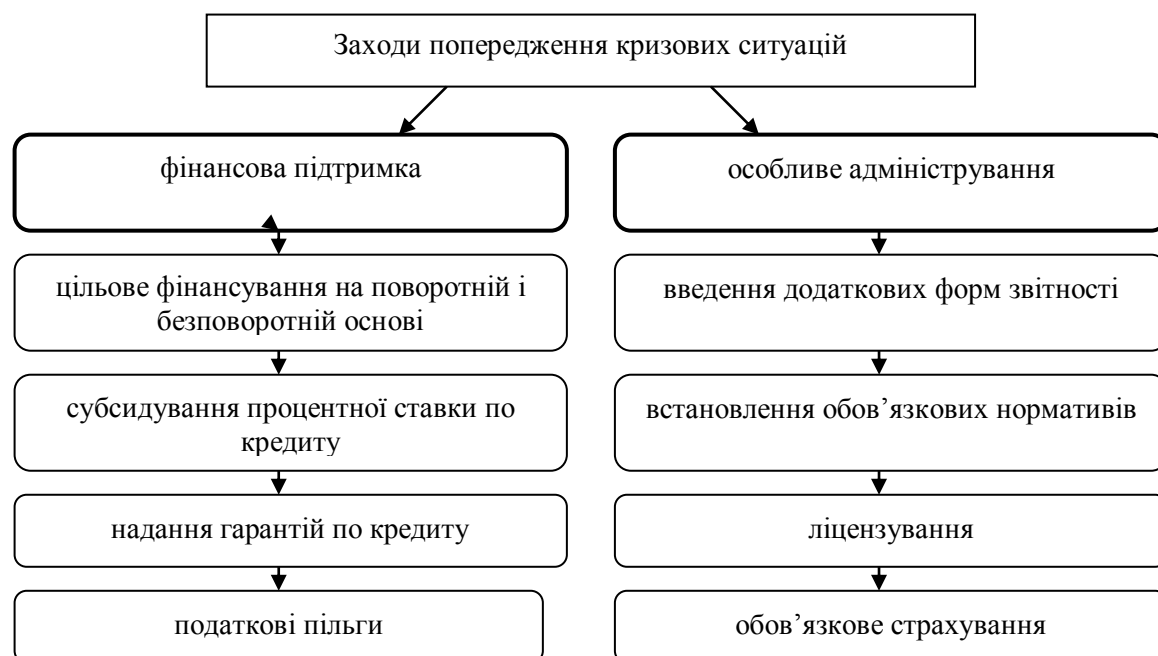 Заходи попередження кризових ситуацій
фінансова підтримка
особливе адміністрування
цільове фінансування на поворотній і
безповоротній основі
введення додаткових форм звітності
субсидування процентної ставки по
кредиту
встановлення обов’язкових нормативів
надання гарантій по кредиту
ліцензування
податкові пільги
обов’язкове страхування